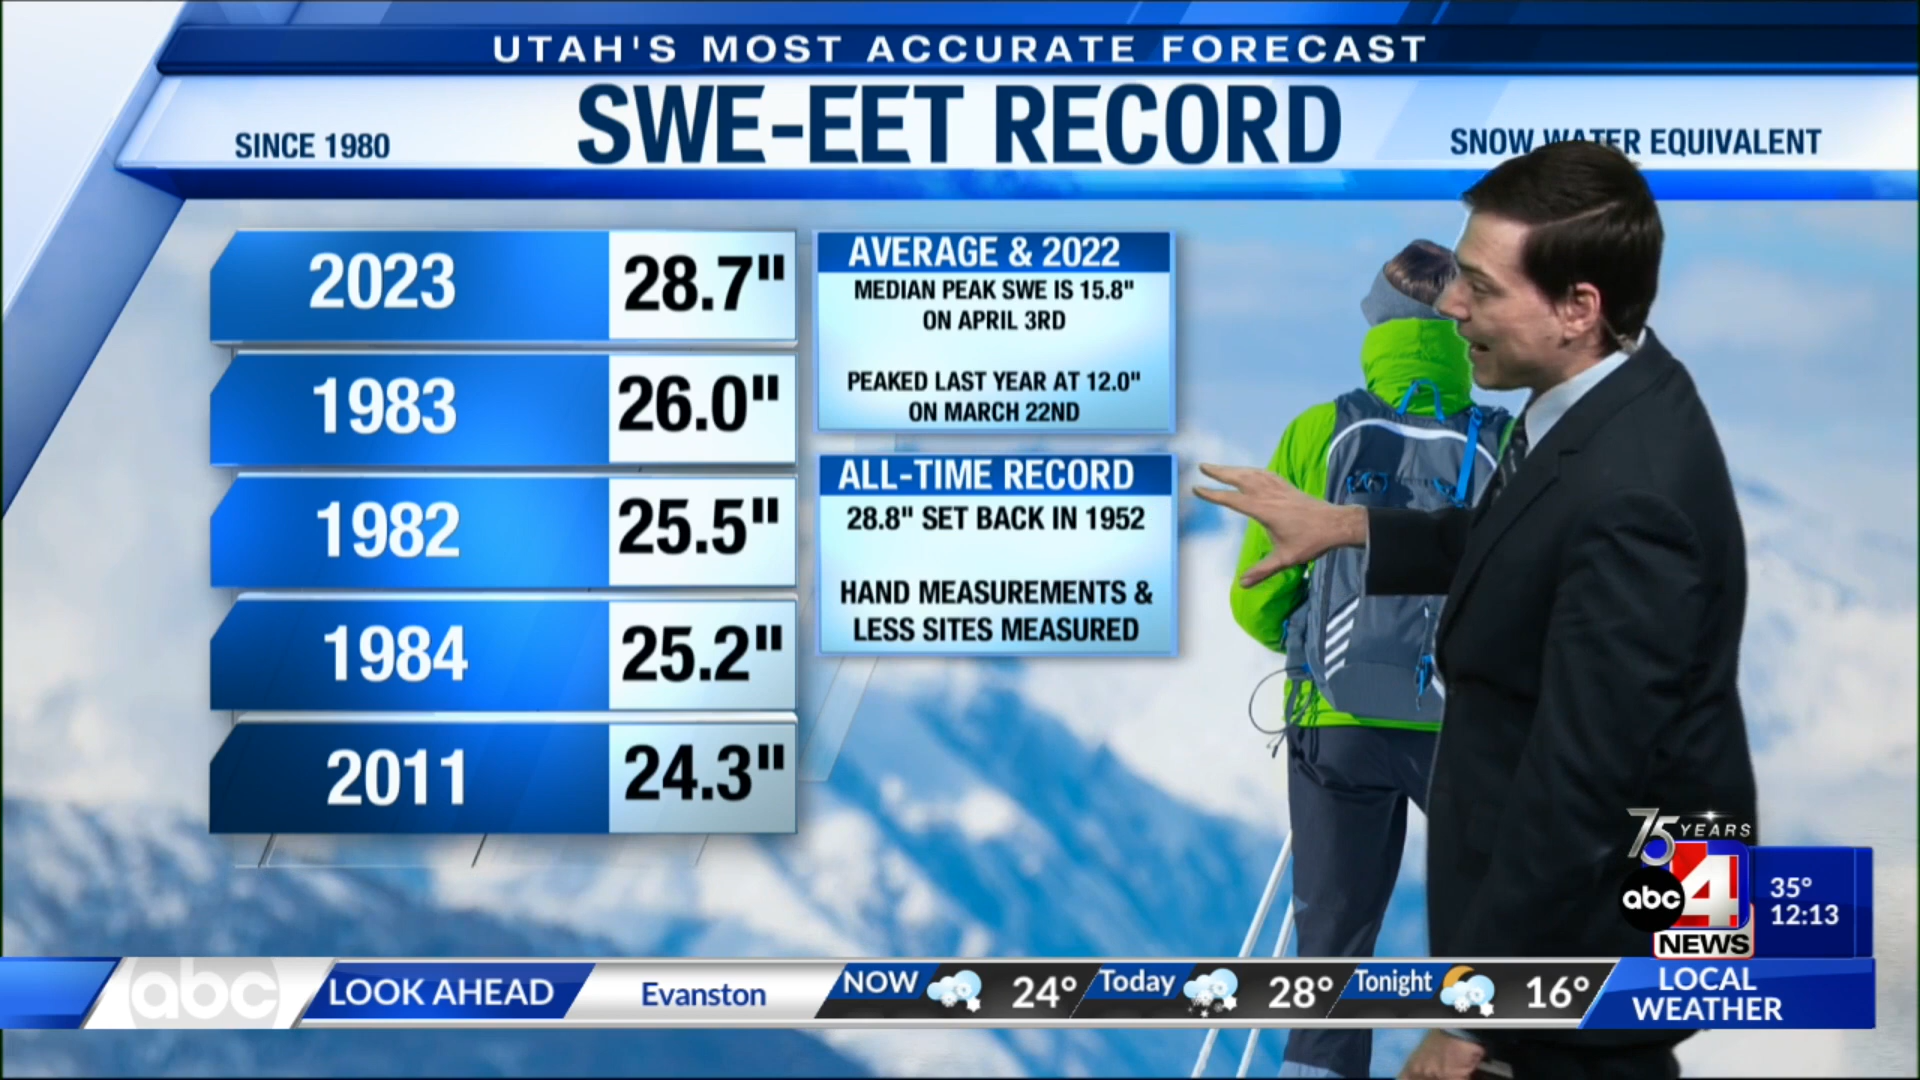 UTAH'S MOST ACCURATE FORECAST
SWE-EET RECORD
SINCE 1980
SNOW WATER EQUIVALENT
2023 28.7"
1983 26.0"
1982 25.5"
1984 25.2"
2011 24.3"
AVERAGE & 2022
MEDIAN PEAK SWE IS 15.8"
ON APRIL 3RD
PEAKED LAST YEAR AT 12.0"
ON MARCH 22ND
ALL-TIME RECORD
28.8" SET BACK IN 1952
HAND MEASUREMENTS &
LESS SITES MEASURED
75 YEARS
abc 4
NEWS
35°
12:13
abc
LOOK AHEAD
Evanston
NOW 24°
Today 28°
Tonight 16°
LOCAL
WEATHER